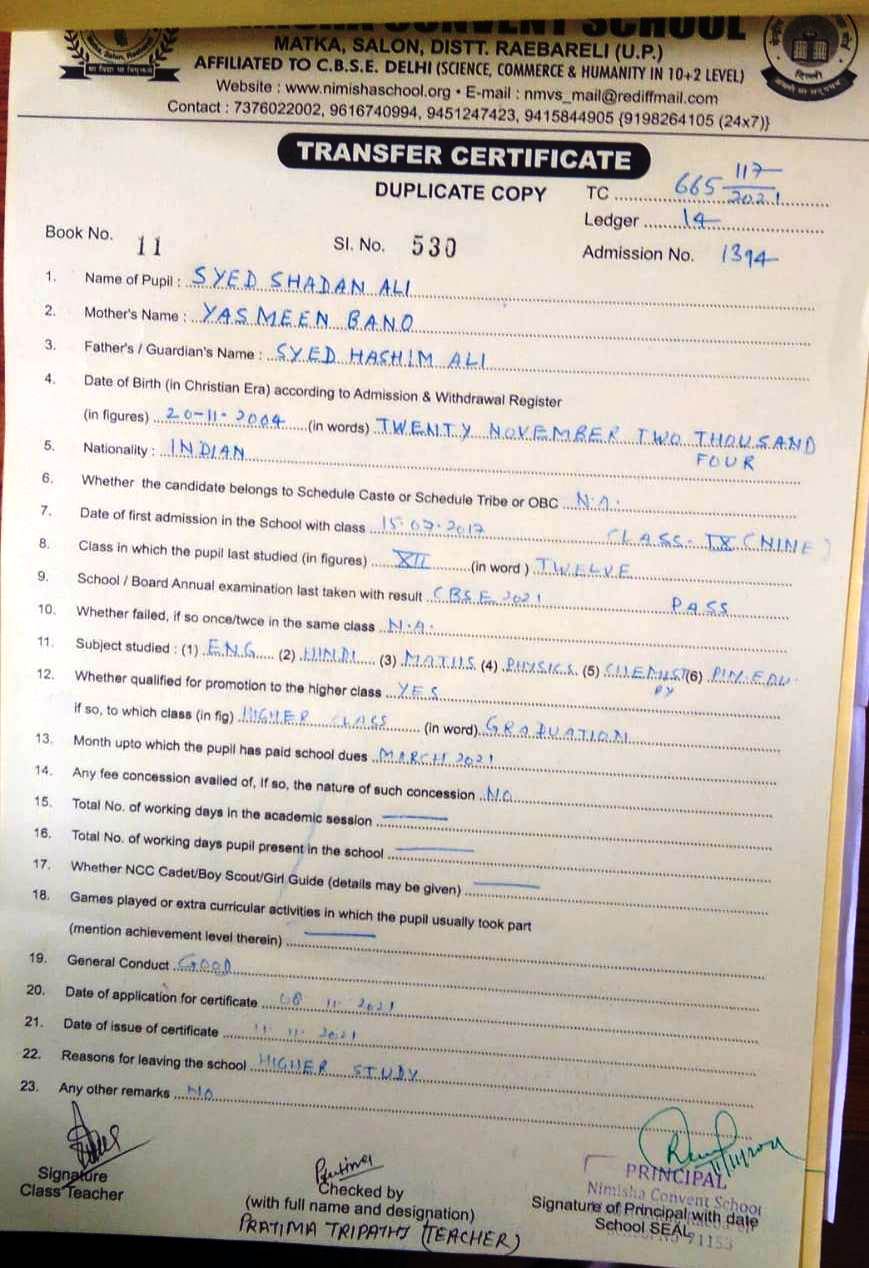 NIMISHA CONVENT SCHOOL
MATKA, SALON, DISTT. RAEBARELI (U.P.)
AFFILIATED TO C.B.S.E. DELHI (SCIENCE, COMMERCE & HUMANITY IN 10+2 LEVEL)
Website : www.nimishaschool.org • E-mail : nmvs_mail@rediffmail.com
Contact : 7376022002, 9616740994, 9451247423, 9415844905 {9198264105 (24x7)}
TRANSFER CERTIFICATE
DUPLICATE COPY TC 665 117/2021
Ledger 14
Book No. 11 Sl. No. 530 Admission No. 1394
1. Name of Pupil : SYED SHADAN ALI
2. Mother's Name : YASMEEN BANO
3. Father's / Guardian's Name : SYED HASHIM ALI
4. Date of Birth (in Christian Era) according to Admission & Withdrawal Register
(in figures) 20-11-2004 (in words) TWENTY NOVEMBER TWO THOUSAND
FOUR
5. Nationality : INDIAN
6. Whether the candidate belongs to Schedule Caste or Schedule Tribe or OBC N.A.
7. Date of first admission in the School with class 15.07.2017 CLASS-IX (NINE)
8. Class in which the pupil last studied (in figures) XII (in word ) TWELVE
9. School / Board Annual examination last taken with result CBSE 2021 PASS
10. Whether failed, if so once/twce in the same class N.A.
11. Subject studied : (1) ENG (2) HINDI (3) MATHS (4) PHYSICS (5) CHEMIST (6) PIN.EDU.
RY
12. Whether qualified for promotion to the higher class YES
if so, to which class (in fig) HIGHER CLASS (in word) GRADUATION
13. Month upto which the pupil has paid school dues MARCH 2021
14. Any fee concession availed of, if so, the nature of such concession NO
15. Total No. of working days in the academic session
16. Total No. of working days pupil present in the school
17. Whether NCC Cadet/Boy Scout/Girl Guide (details may be given)
18. Games played or extra curricular activities in which the pupil usually took part
(mention achievement level therein)
19. General Conduct GOOD
20. Date of application for certificate 08 11 2021
21. Date of issue of certificate 11 11 2021
22. Reasons for leaving the school HIGHER STUDY
23. Any other remarks NO
11/11/2021
Signature
Class Teacher
Checked by
(with full name and designation)
PRATIMA TRIPATHI (TEACHER)
PRINCIPAL
Nimisha Convent School
Signature of Principal with date
School SEAL
71153